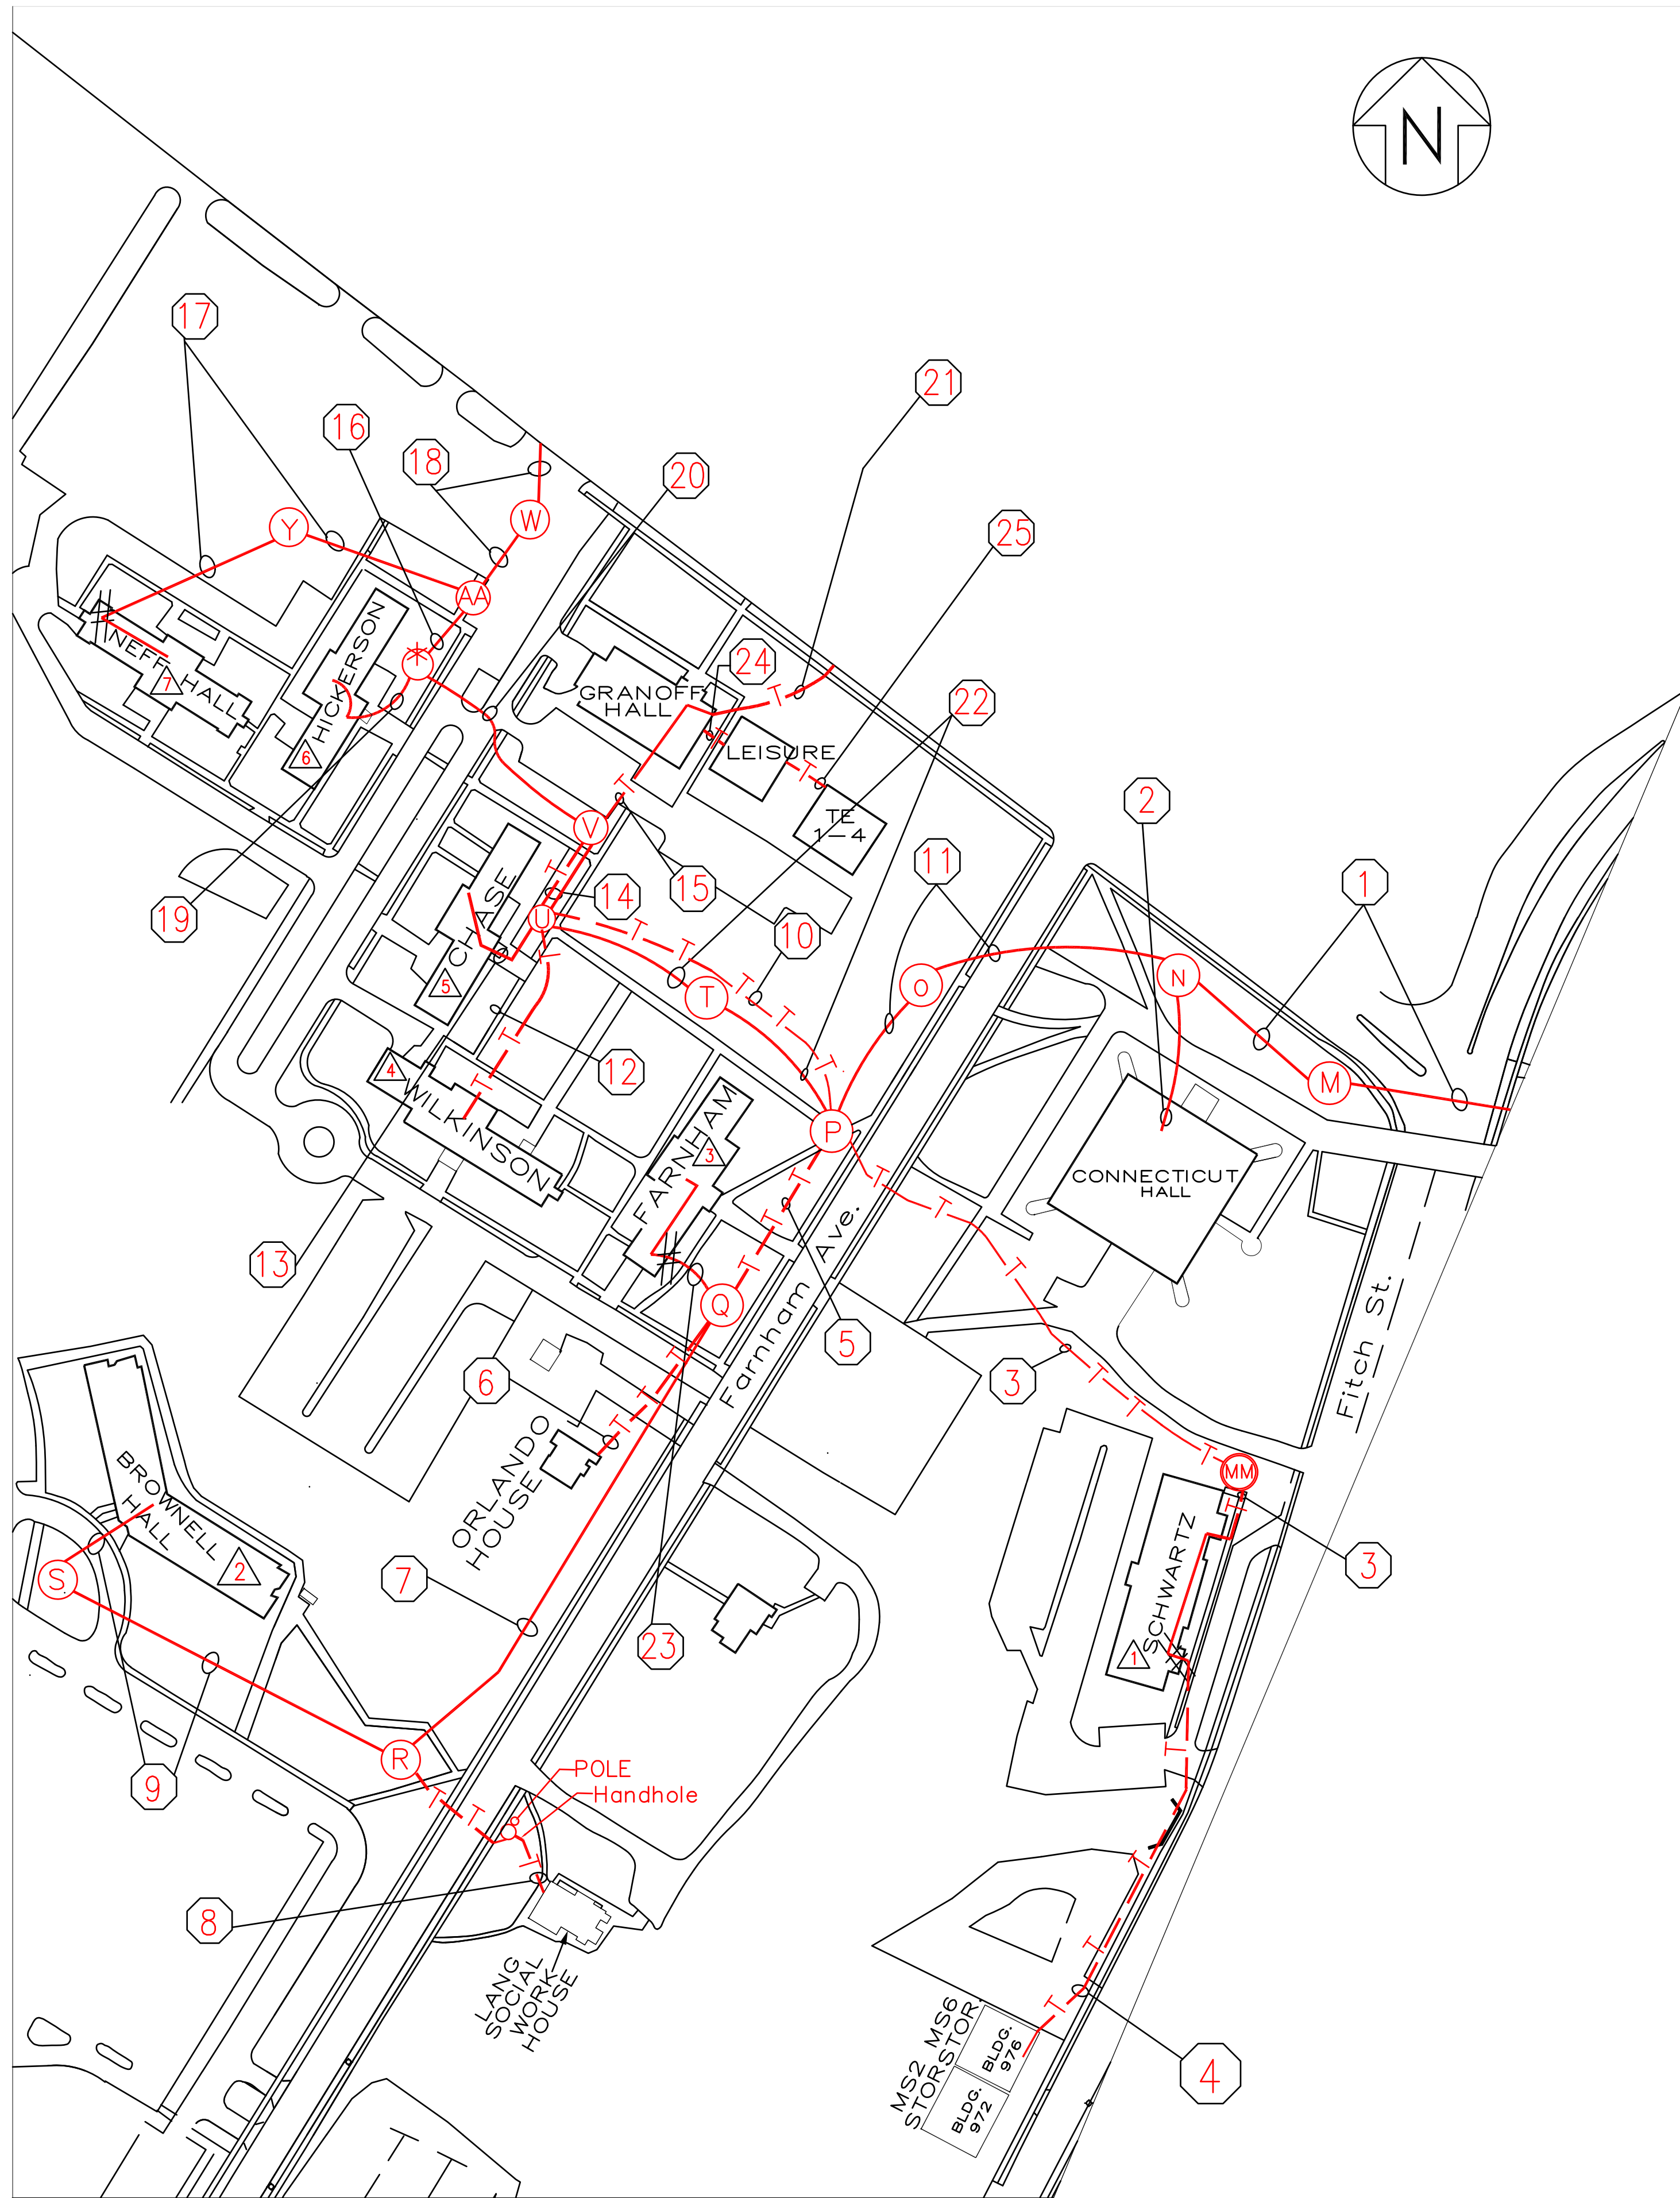 N
17
21
16
18
20
W
Y
25
AA
*
24
NEFF HALL
7
HICKERSON
6
GRANOFF
HALL
T
22
LEISURE
T
T
TE
1-4
2
V
T
11
1
15
14
CHASE
5
19
U
T
T
10
N
O
T
T
T
T
T
T
12
M
4
WILKINSON
T
FARNHAM
3
P
CONNECTICUT
HALL
T
T
T
T
13
T
T
Q
Farnham Ave.
5
3
T
Fitch St.
6
T
T
T
T
T
ORLANDO
HOUSE
T
MM
BROWNELL
HALL
2
S
7
23
T
3
SCHWARTZ
1
R
9
POLE
Handhole
T
T
T
T
8
T
LANG
SOCIAL
WORK
HOUSE
T
T
MS2 MS6
STORSTOR.
BLDG.
976
BLDG.
972
4